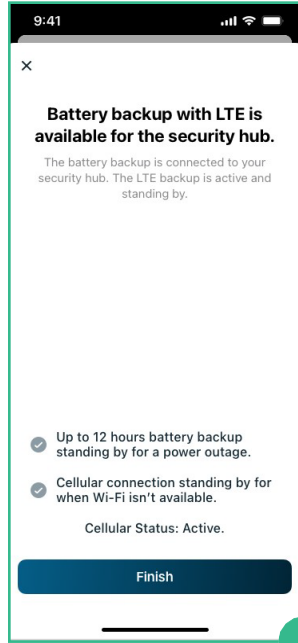 9:41
Battery backup with LTE is
available for the security hub.
The battery backup is connected to your
security hub. The LTE backup is active and
standing by.
Up to 12 hours battery backup
standing by for a power outage.
Cellular connection standing by for
when Wi-Fi isn’t available.
Cellular Status: Active.
Finish